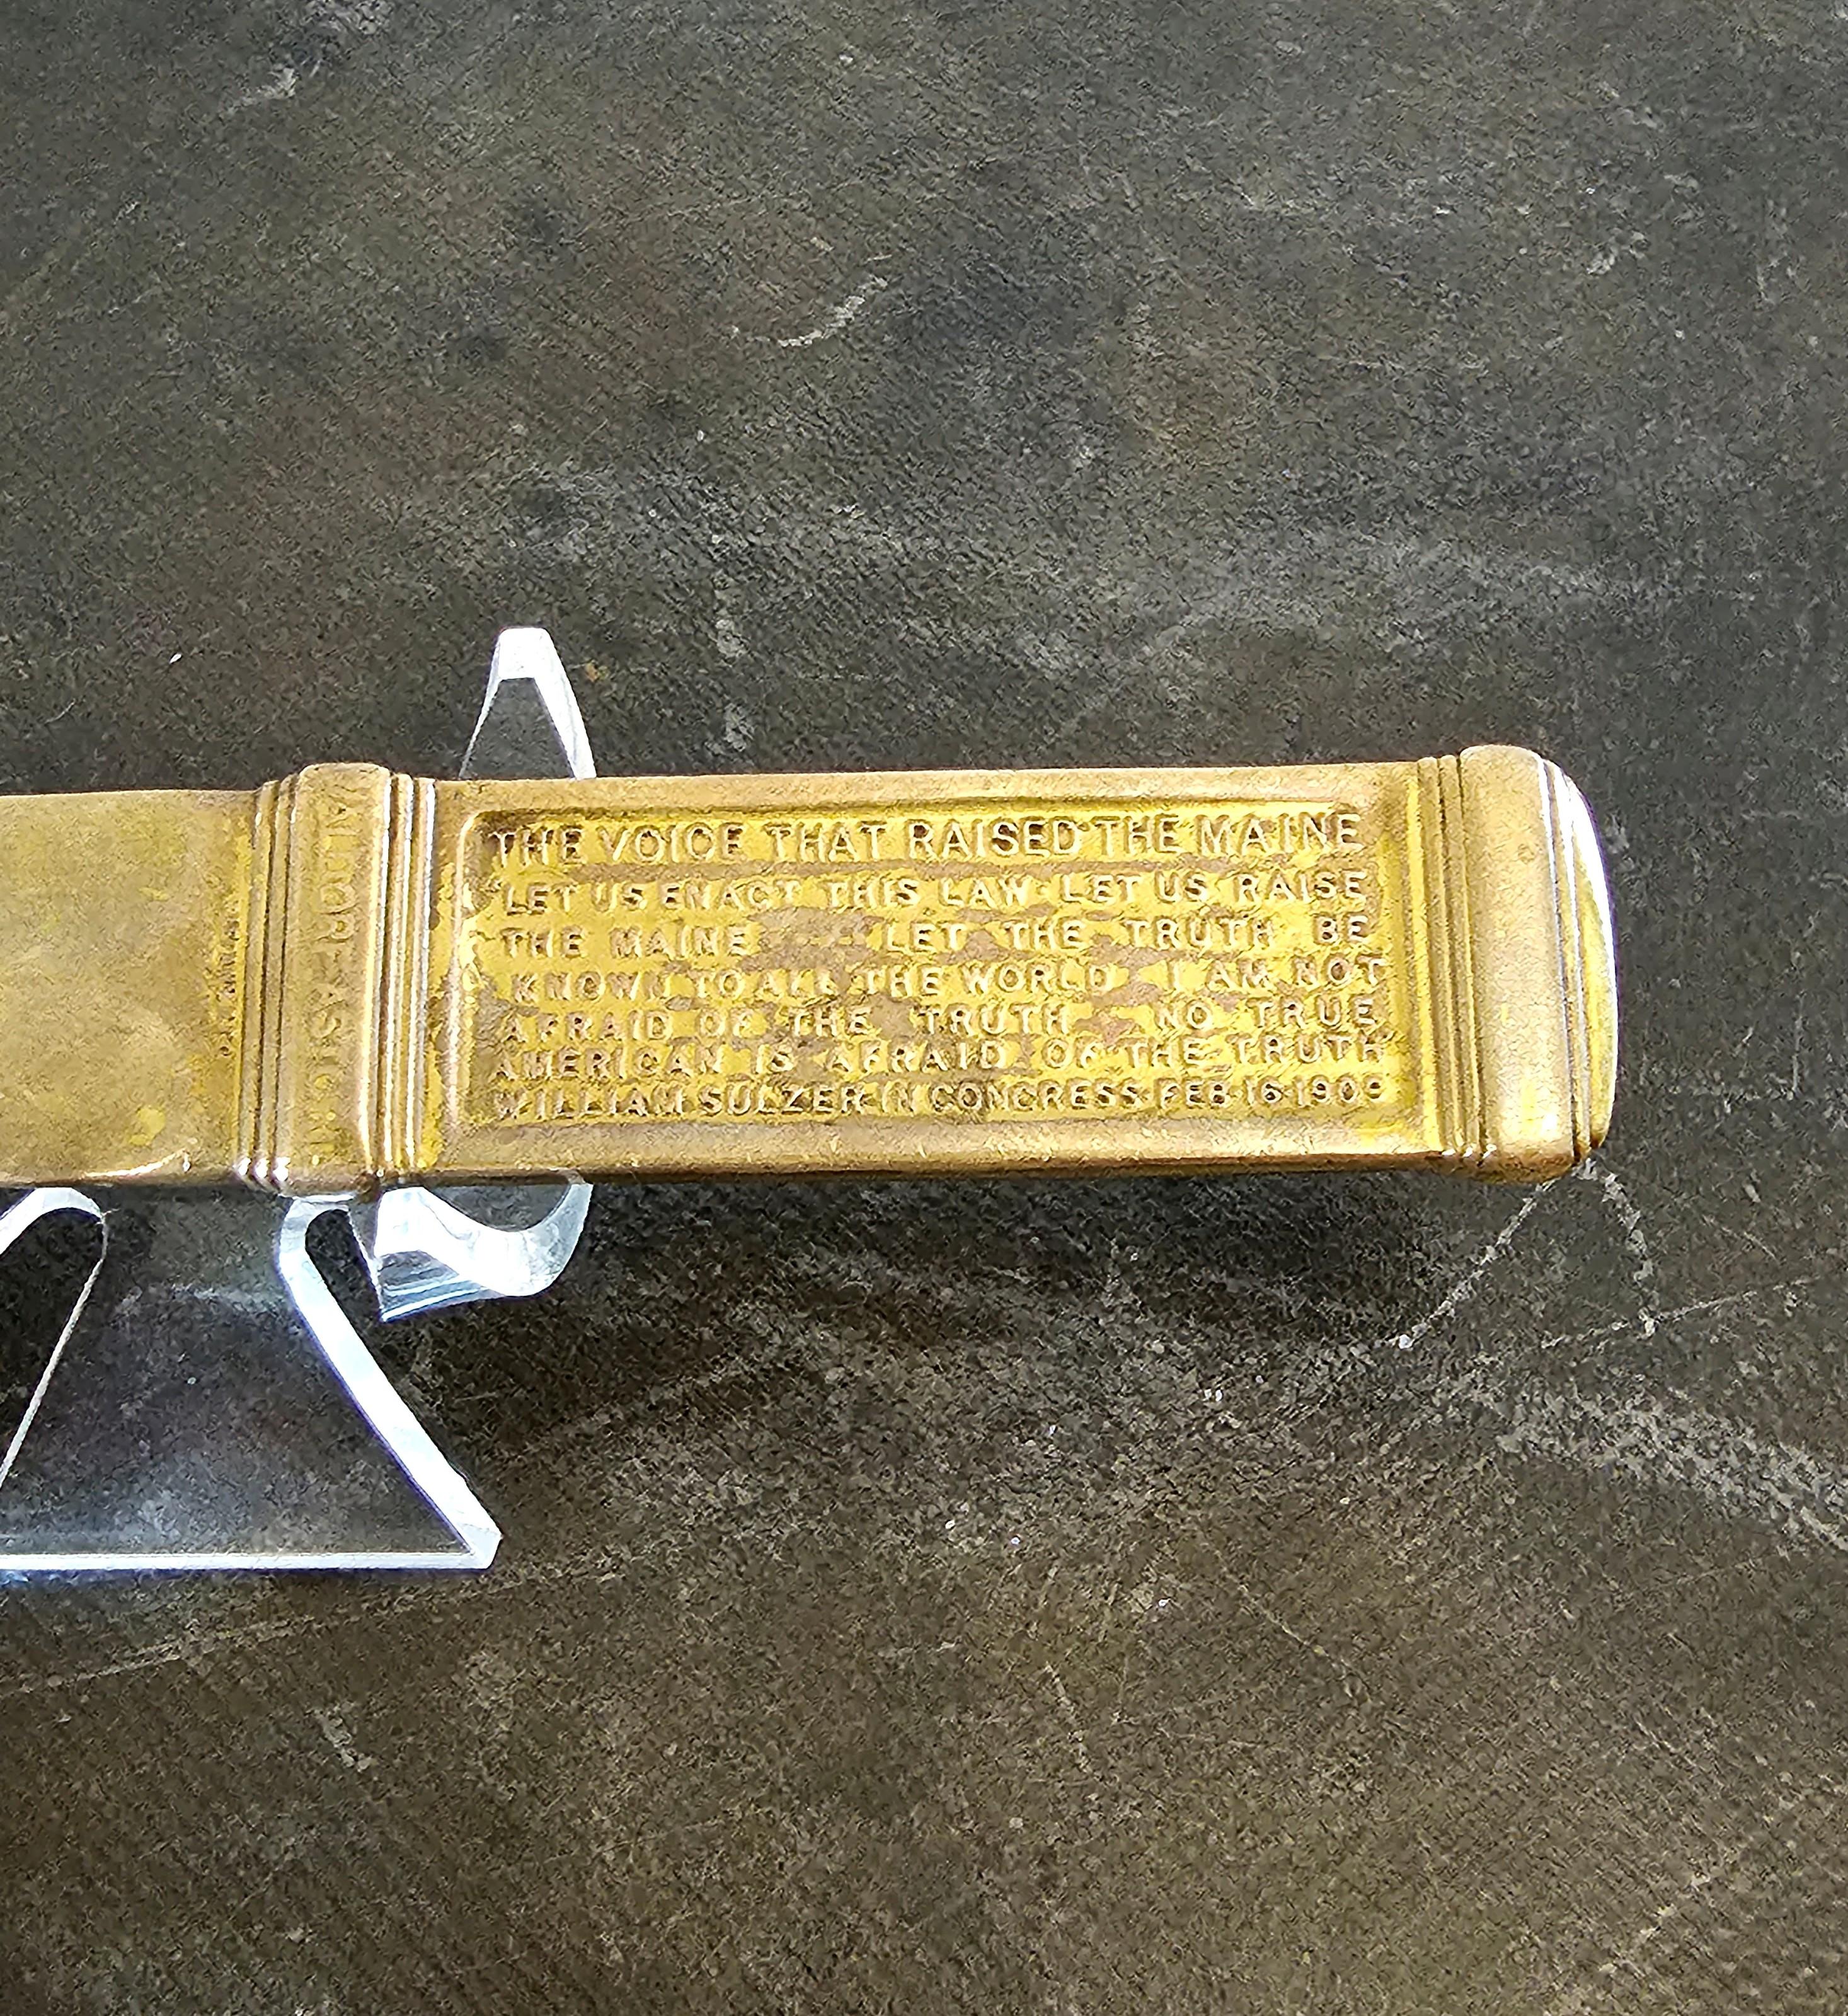 THE VOICE THAT RAISED THE MAINE
"LET US ENACT THIS LAW · LET US RAISE
THE MAINE LET THE TRUTH BE
KNOWN TO ALL THE WORLD I AM NOT
AFRAID OF THE TRUTH NO TRUE
AMERICAN IS AFRAID OF THE TRUTH
WILLIAM SULZER · IN CONGRESS · FEB · 16 · 1909